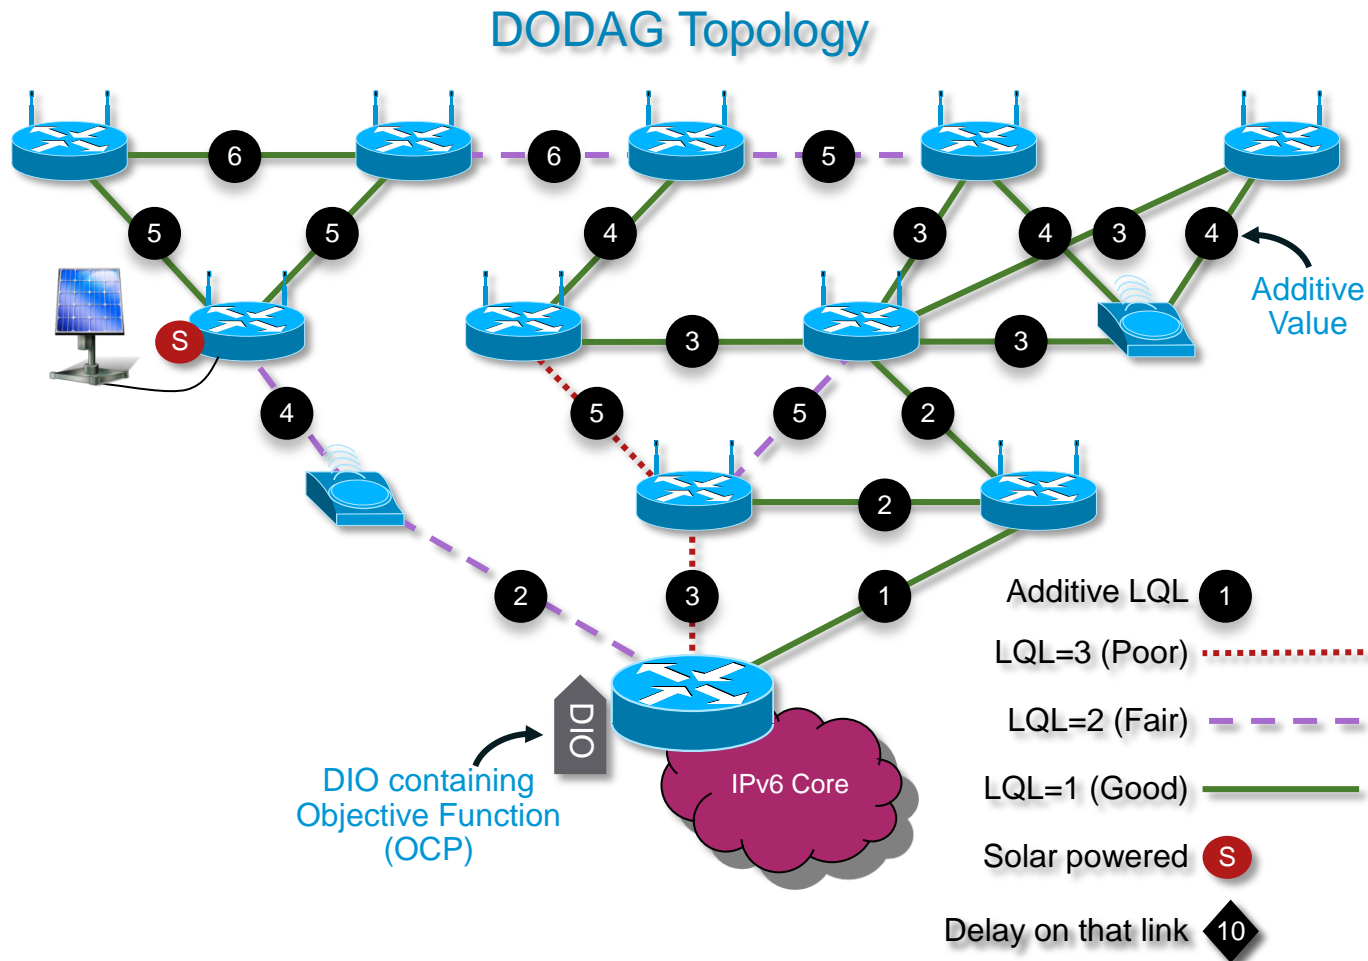 DODAG Topology
6
6
5
5
5
4
3
4
3
4
Additive
Value
S
3
3
4
5
5
2
2
2
3
1
Additive LQL 1
LQL=3 (Poor)
DIO
LQL=2 (Fair)
DIO containing
Objective Function
(OCP)
IPv6 Core
LQL=1 (Good)
Solar powered S
Delay on that link 10